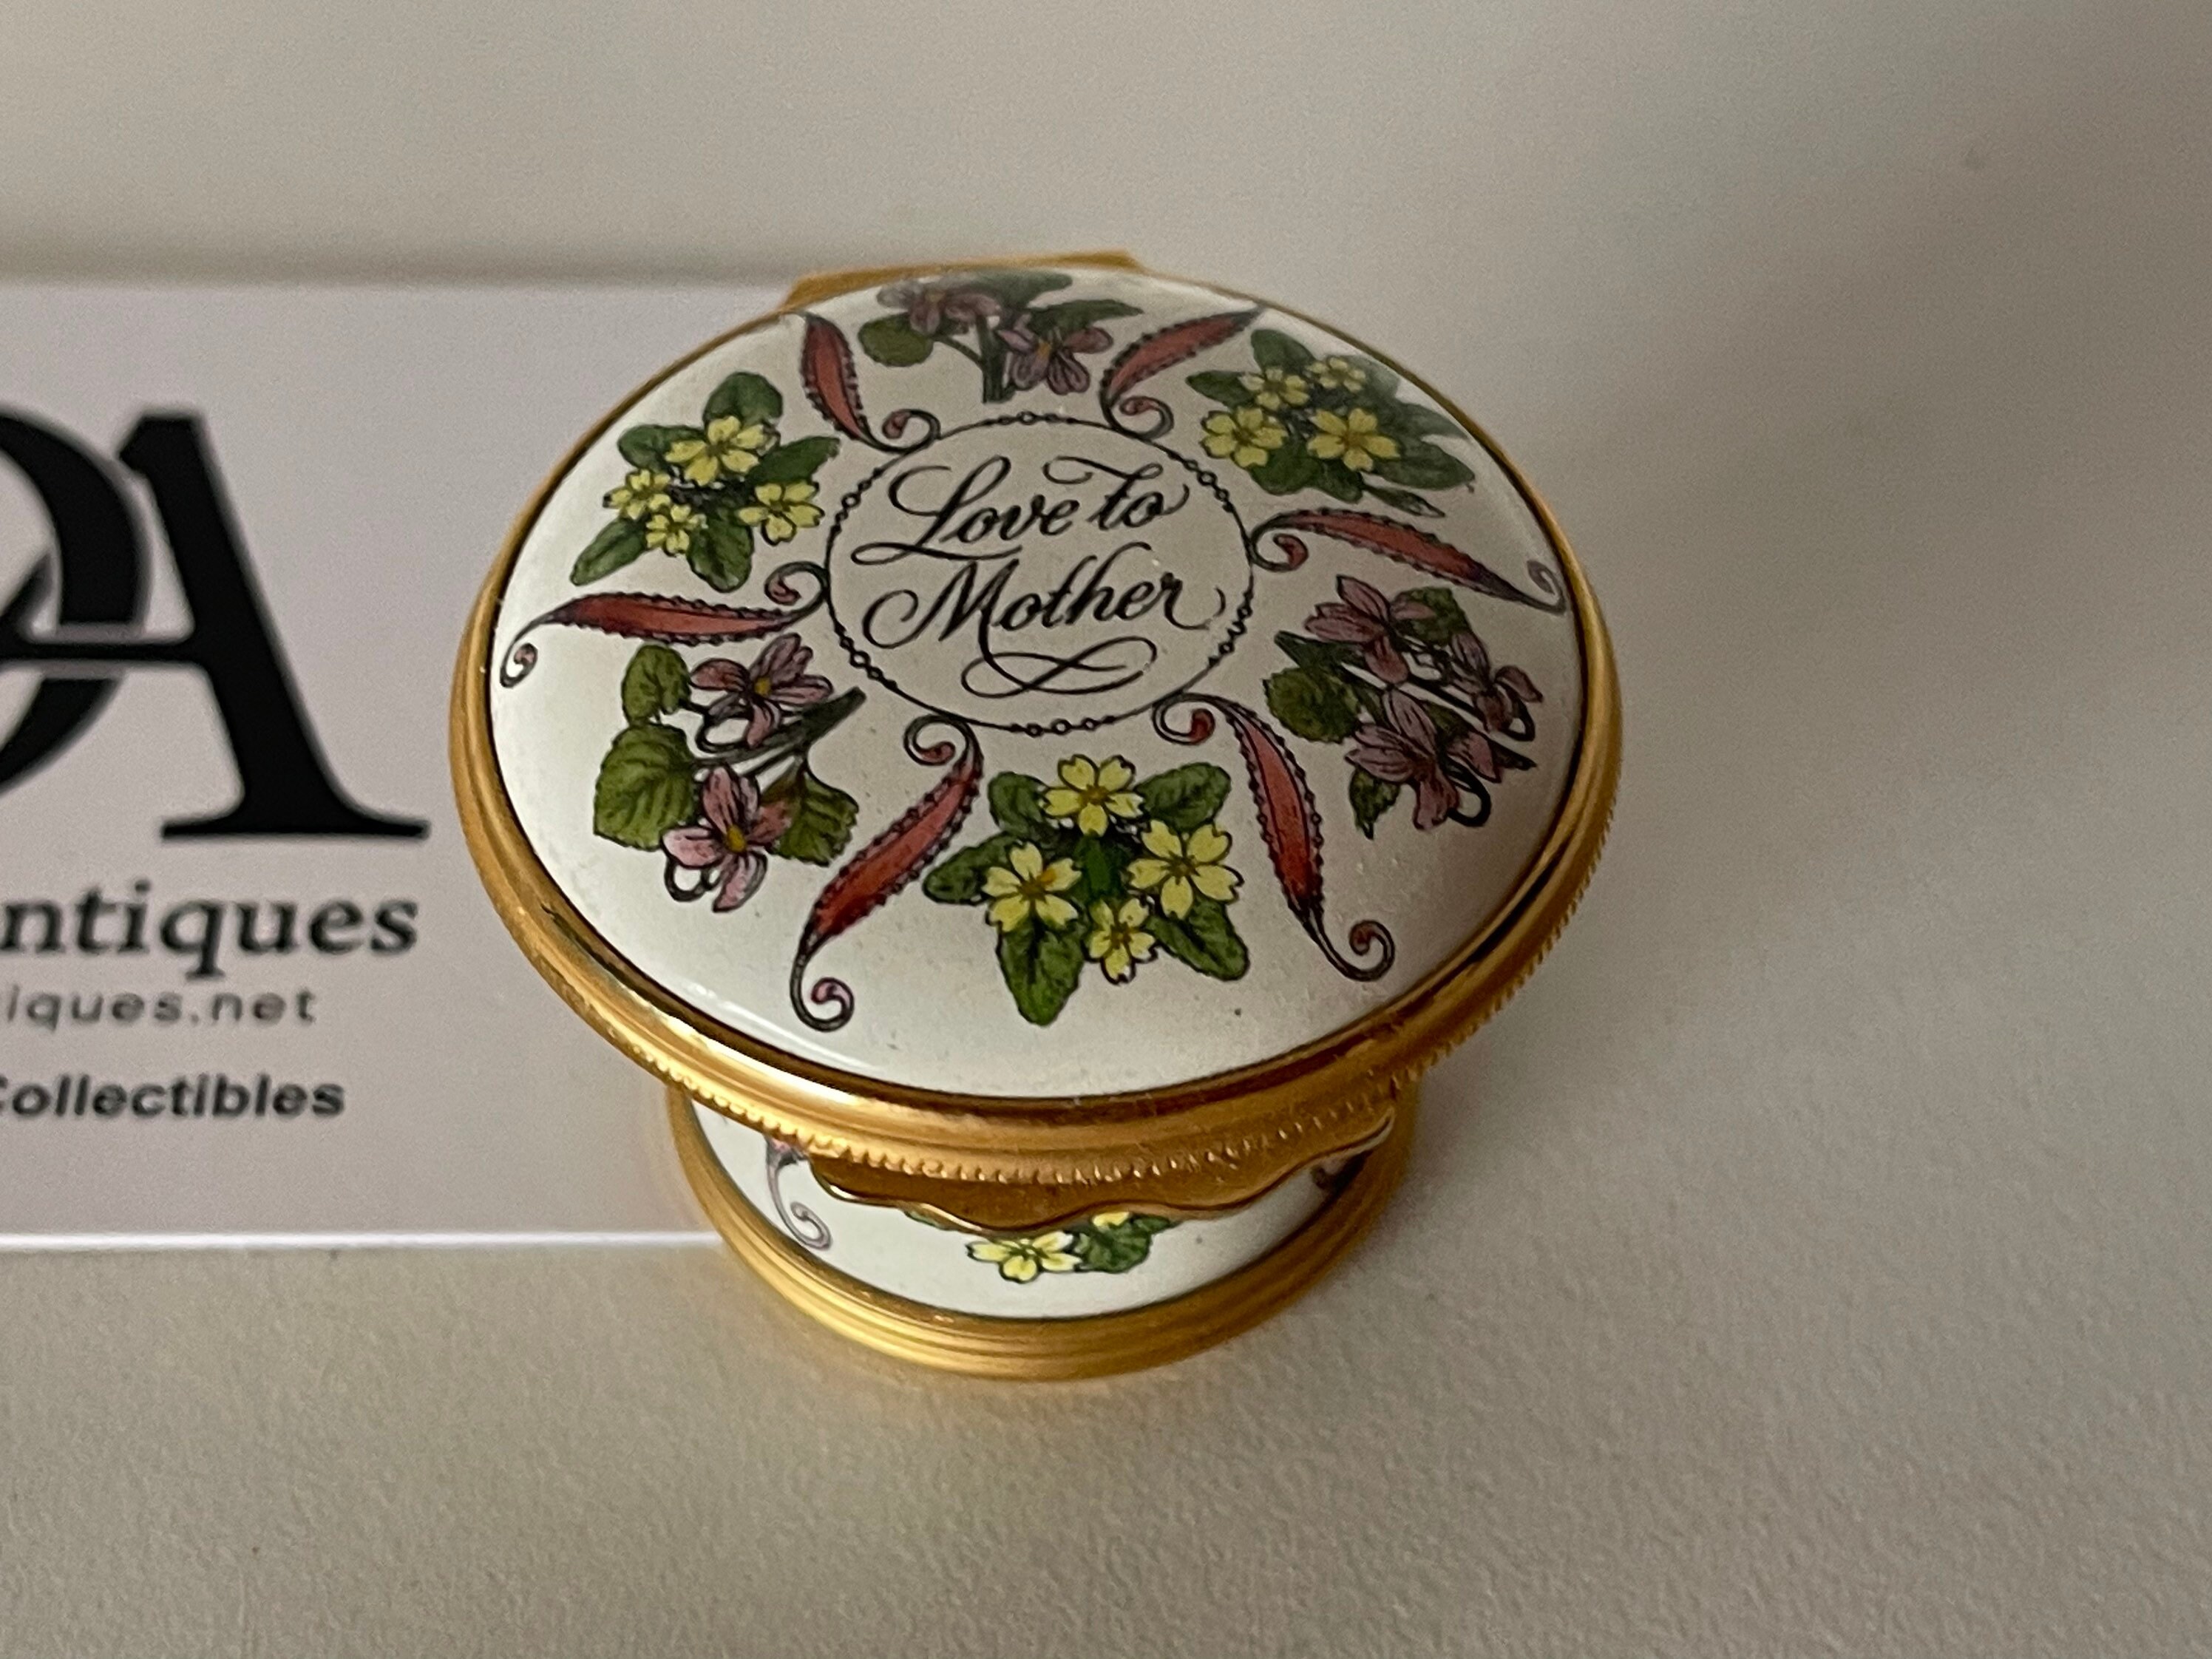 Love to
Mother
A
ntiques
iques.net
Collectibles